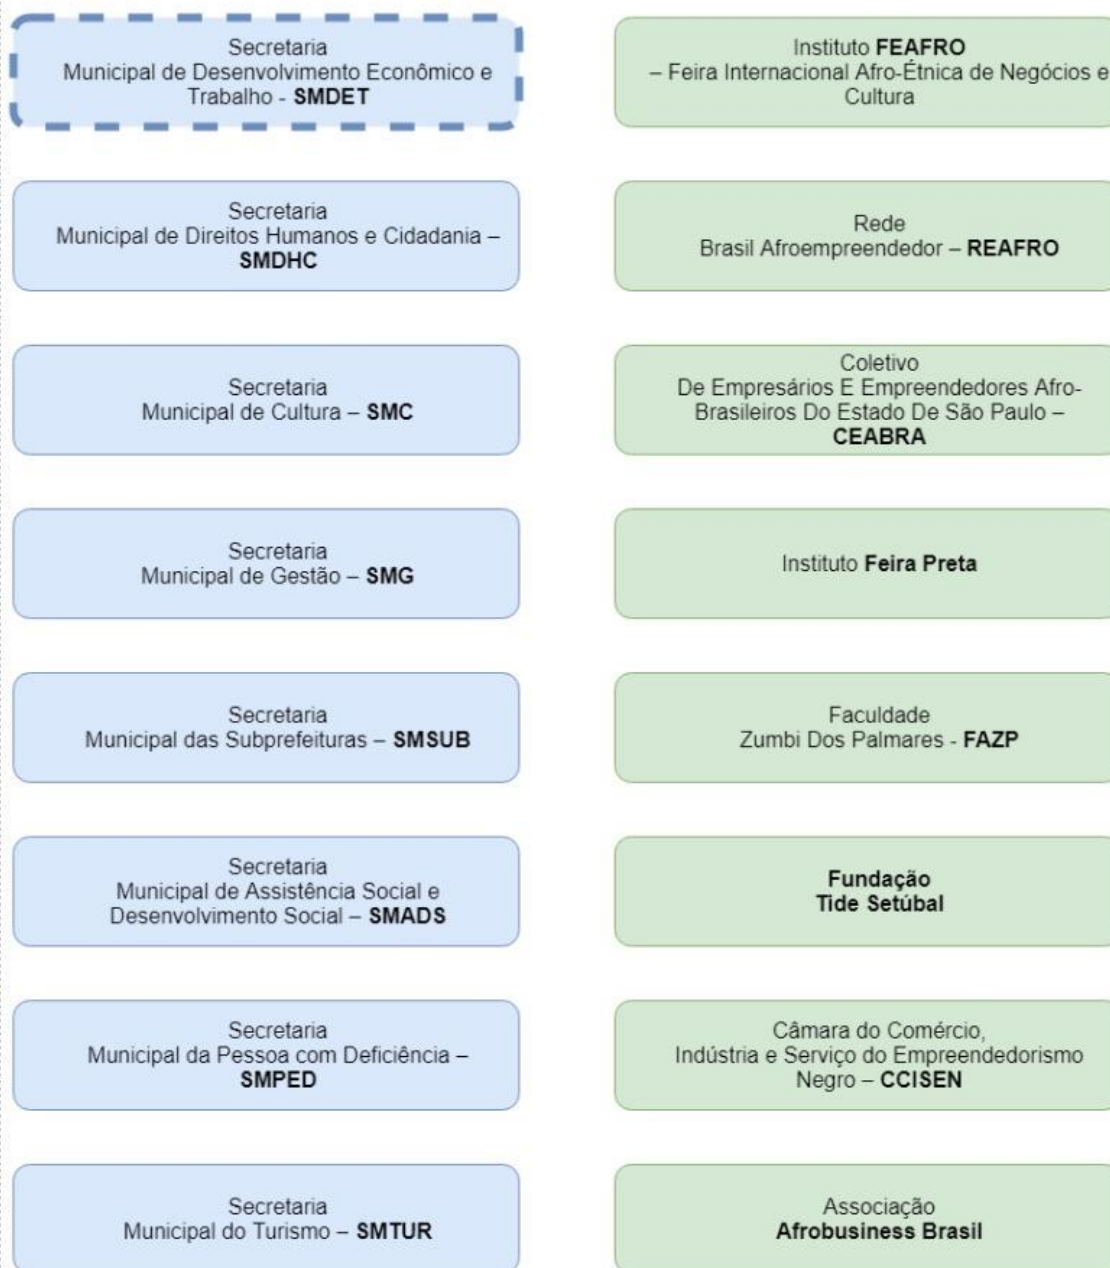 Secretaria
Municipal de Desenvolvimento Econômico e
Trabalho - SMDET
Instituto FEAFRO
– Feira Internacional Afro-Étnica de Negócios e
Cultura
Secretaria
Municipal de Direitos Humanos e Cidadania –
SMDHC
Rede
Brasil Afroempreendedor – REAFRO
Secretaria
Municipal de Cultura – SMC
Coletivo
De Empresários E Empreendedores Afro-
Brasileiros Do Estado De São Paulo –
CEABRA
Secretaria
Municipal de Gestão – SMG
Instituto Feira Preta
Secretaria
Municipal das Subprefeituras – SMSUB
Faculdade
Zumbi Dos Palmares - FAZP
Secretaria
Municipal de Assistência Social e
Desenvolvimento Social – SMADS
Fundação
Tide Setúbal
Secretaria
Municipal da Pessoa com Deficiência –
SMPED
Câmara do Comércio,
Indústria e Serviço do Empreendedorismo
Negro – CCISEN
Secretaria
Municipal do Turismo – SMTUR
Associação
Afrobusiness Brasil